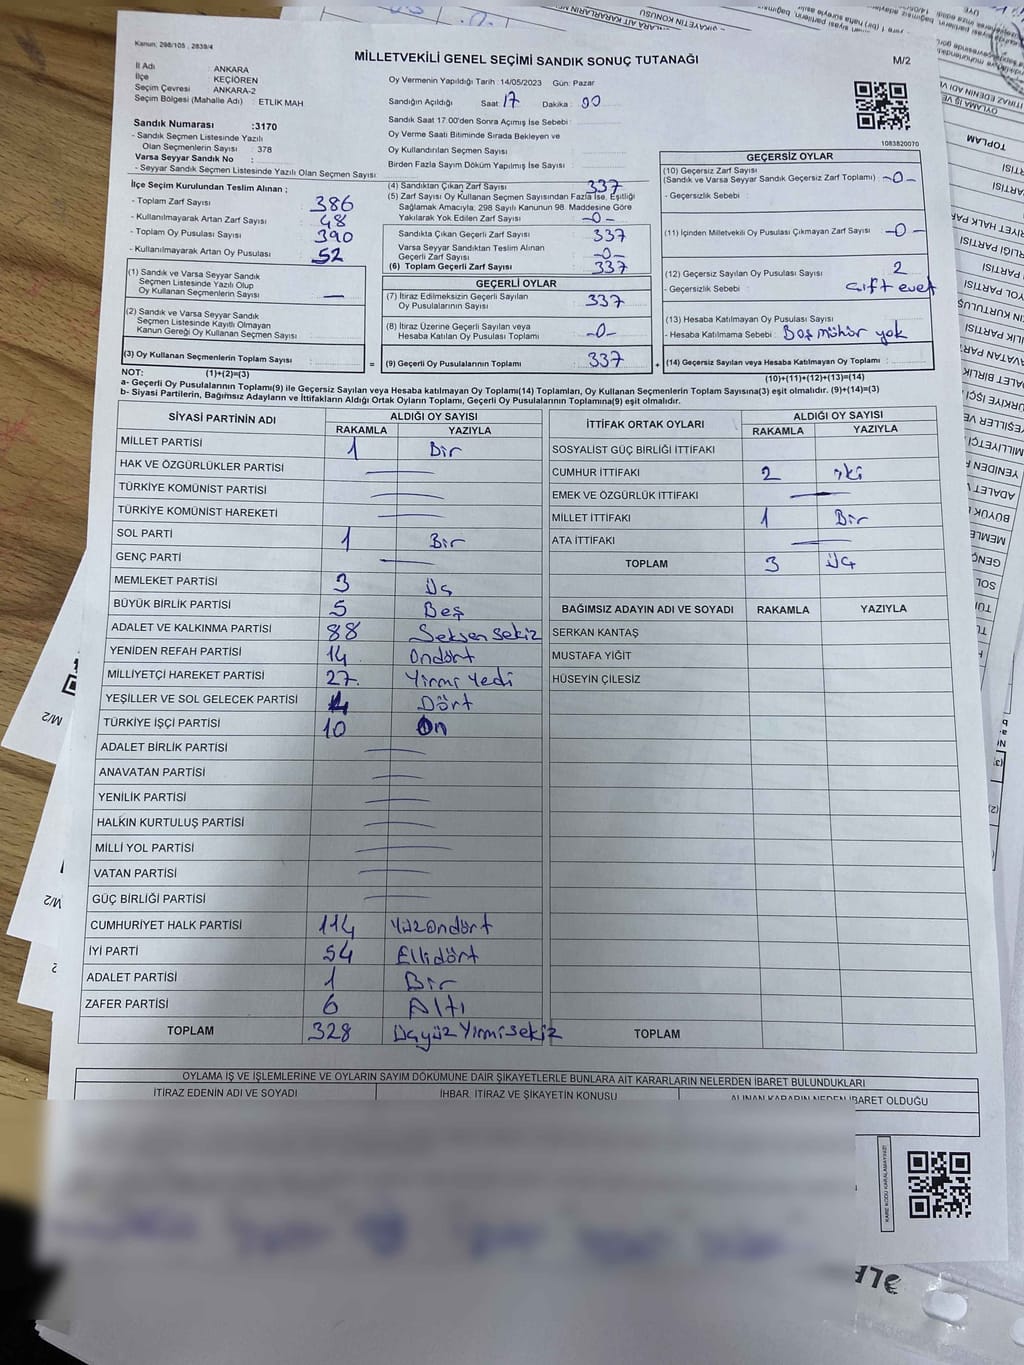 Kanun: 298/105 , 2839/4
MİLLETVEKİLİ GENEL SEÇİMİ SANDIK SONUÇ TUTANAĞI
M/2
İl Adı : ANKARA
İlçe : KEÇİÖREN
Seçim Çevresi : ANKARA-2
Seçim Bölgesi (Mahalle Adı) : ETLİK MAH.
Sandık Numarası :3170
- Sandık Seçmen Listesinde Yazılı
Olan Seçmenlerin Sayısı : 378
Varsa Seyyar Sandık No :
- Seyyar Sandık Seçmen Listesinde Yazılı Olan Seçmen Sayısı
Oy Vermenin Yapıldığı Tarih : 14/05/2023 Gün: Pazar
Sandığın Açıldığı Saat: 17 Dakika : 00
Sandık Saat 17.00'den Sonra Açımış İse Sebebi :
Oy Verme Saati Bitiminde Sırada Bekleyen ve
Oy Kullandırılan Seçmen Sayısı
Birden Fazla Sayım Döküm Yapılmış İse Sayısı :
1083820070
İlçe Seçim Kurulundan Teslim Alınan ;
- Toplam Zarf Sayısı : 386
- Kullanılmayarak Artan Zarf Sayısı : 48
- Toplam Oy Pusulası Sayısı : 390
- Kullanılmayarak Artan Oy Pusulası : 52
(1) Sandık ve Varsa Seyyar Sandık
Seçmen Listesinde Yazılı Olup
Oy Kullanan Seçmenlerin Sayısı : —
(2) Sandık ve Varsa Seyyar Sandık
Seçmen Listesinde Kayıtlı Olmayan
Kanun Gereği Oy Kullanan Seçmen Sayısı :
(3) Oy Kullanan Seçmenlerin Toplam Sayısı : =
(4) Sandıktan Çıkan Zarf Sayısı : 337
(5) Zarf Sayısı Oy Kullanan Seçmen Sayısından Fazla İse, Eşitliği
Sağlamak Amacıyla; 298 Sayılı Kanunun 98. Maddesine Göre
Yakılarak Yok Edilen Zarf Sayısı : -0-
Sandıkta Çıkan Geçerli Zarf Sayısı : 337
Varsa Seyyar Sandıktan Teslim Alınan
Geçerli Zarf Sayısı : -0-
(6) Toplam Geçerli Zarf Sayısı : 337
GEÇERLİ OYLAR
(7) İtiraz Edilmeksizin Geçerli Sayılan
Oy Pusulalarının Sayısı : 337
(8) İtiraz Üzerine Geçerli Sayılan veya
Hesaba Katılan Oy Pusulası Toplamı : -0-
(9) Geçerli Oy Pusulalarının Toplamı : 337 +
GEÇERSİZ OYLAR
(10) Geçersiz Zarf Sayısı
(Sandık ve Varsa Seyyar Sandık Geçersiz Zarf Toplamı) : -0-
- Geçersizlik Sebebi :
(11) İçinden Milletvekili Oy Pusulası Çıkmayan Zarf Sayısı : -0-
(12) Geçersiz Sayılan Oy Pusulası Sayısı : 2
- Geçersizlik Sebebi : Çift evet
(13) Hesaba Katılmayan Oy Pusulası Sayısı :
- Hesaba Katılmama Sebebi : Boş mühür yok
(14) Geçersiz Sayılan veya Hesaba Katılmayan Oy Toplamı :
NOT: (1)+(2)=(3)
(10)+(11)+(12)+(13)=(14)
a- Geçerli Oy Pusulalarının Toplamı(9) ile Geçersiz Sayılan veya Hesaba katılmayan Oy Toplamı(14) Toplamları, Oy Kullanan Seçmenlerin Toplam Sayısına(3) eşit olmalıdır. (9)+(14)=(3)
b- Siyasi Partilerin, Bağımsız Adayların ve İttifakların Aldığı Ortak Oyların Toplamı, Geçerli Oy Pusulalarının Toplamına(9) eşit olmalıdır.
SİYASİ PARTİNİN ADI ALDIĞI OY SAYISI
RAKAMLA YAZIYLA
MİLLET PARTİSİ 1 Bir
HAK VE ÖZGÜRLÜKLER PARTİSİ —
TÜRKİYE KOMÜNİST PARTİSİ —
TÜRKİYE KOMÜNİST HAREKETİ —
SOL PARTİ 1 Bir
GENÇ PARTİ —
MEMLEKET PARTİSİ 3 Üç
BÜYÜK BİRLİK PARTİSİ 5 Beş
ADALET VE KALKINMA PARTİSİ 88 Seksen sekiz
YENİDEN REFAH PARTİSİ 14 Ondört
MİLLİYETÇİ HAREKET PARTİSİ 27 Yirmi Yedi
YEŞİLLER VE SOL GELECEK PARTİSİ 4 Dört
TÜRKİYE İŞÇİ PARTİSİ 10 On
ADALET BİRLİK PARTİSİ —
ANAVATAN PARTİSİ —
YENİLİK PARTİSİ —
HALKIN KURTULUŞ PARTİSİ —
MİLLİ YOL PARTİSİ —
VATAN PARTİSİ —
GÜÇ BİRLİĞİ PARTİSİ —
CUMHURİYET HALK PARTİSİ 114 Yüzondört
İYİ PARTİ 54 Ellidört
ADALET PARTİSİ 1 Bir
ZAFER PARTİSİ 6 Altı
TOPLAM 328 Üçyüz Yirmisekiz
İTTİFAK ORTAK OYLARI ALDIĞI OY SAYISI
RAKAMLA YAZIYLA
SOSYALİST GÜÇ BİRLİĞİ İTTİFAKI
CUMHUR İTTİFAKI 2 iki
EMEK VE ÖZGÜRLÜK İTTİFAKI —
MİLLET İTTİFAKI 1 Bir
ATA İTTİFAKI —
TOPLAM 3 Üç
BAĞIMSIZ ADAYIN ADI VE SOYADI RAKAMLA YAZIYLA
SERKAN KANTAŞ
MUSTAFA YİĞİT
HÜSEYİN ÇİLESİZ
TOPLAM
OYLAMA İŞ VE İŞLEMLERİNE VE OYLARIN SAYIM DÖKÜMÜNE DAİR ŞİKAYETLERLE BUNLARA AİT KARARLARIN NELERDEN İBARET BULUNDUKLARI
İTİRAZ EDENİN ADI VE SOYADI İHBAR, İTİRAZ VE ŞİKAYETİN KONUSU ALINAN KARARIN NEDEN İBARET OLDUĞU
KARE KODU KARALAMAYINIZ!